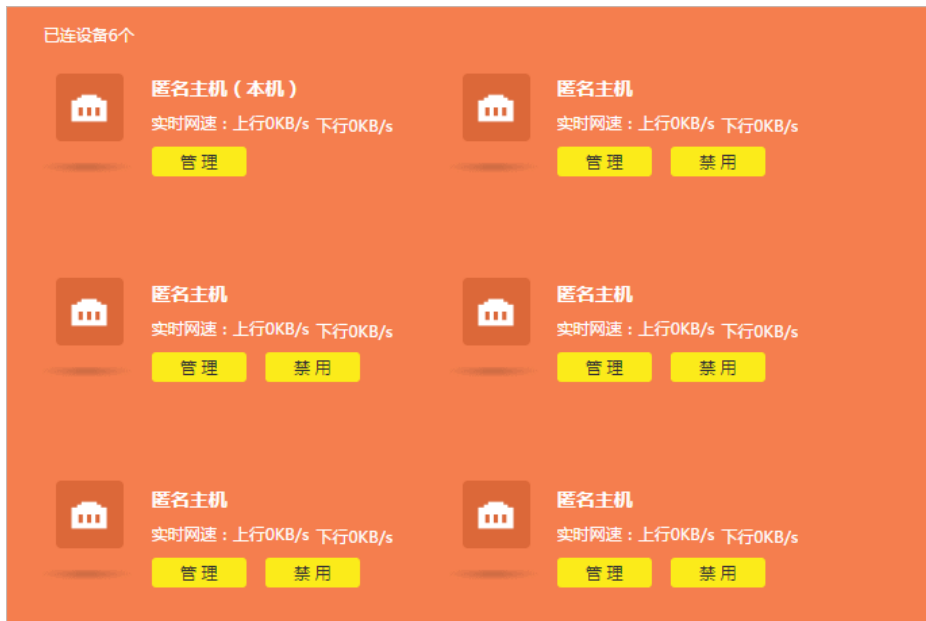 已连设备6个
匿名主机（本机）
实时网速：上行0KB/s 下行0KB/s
管 理
匿名主机
实时网速：上行0KB/s 下行0KB/s
管 理 禁 用
匿名主机
实时网速：上行0KB/s 下行0KB/s
管 理 禁 用
匿名主机
实时网速：上行0KB/s 下行0KB/s
管 理 禁 用
匿名主机
实时网速：上行0KB/s 下行0KB/s
管 理 禁 用
匿名主机
实时网速：上行0KB/s 下行0KB/s
管 理 禁 用